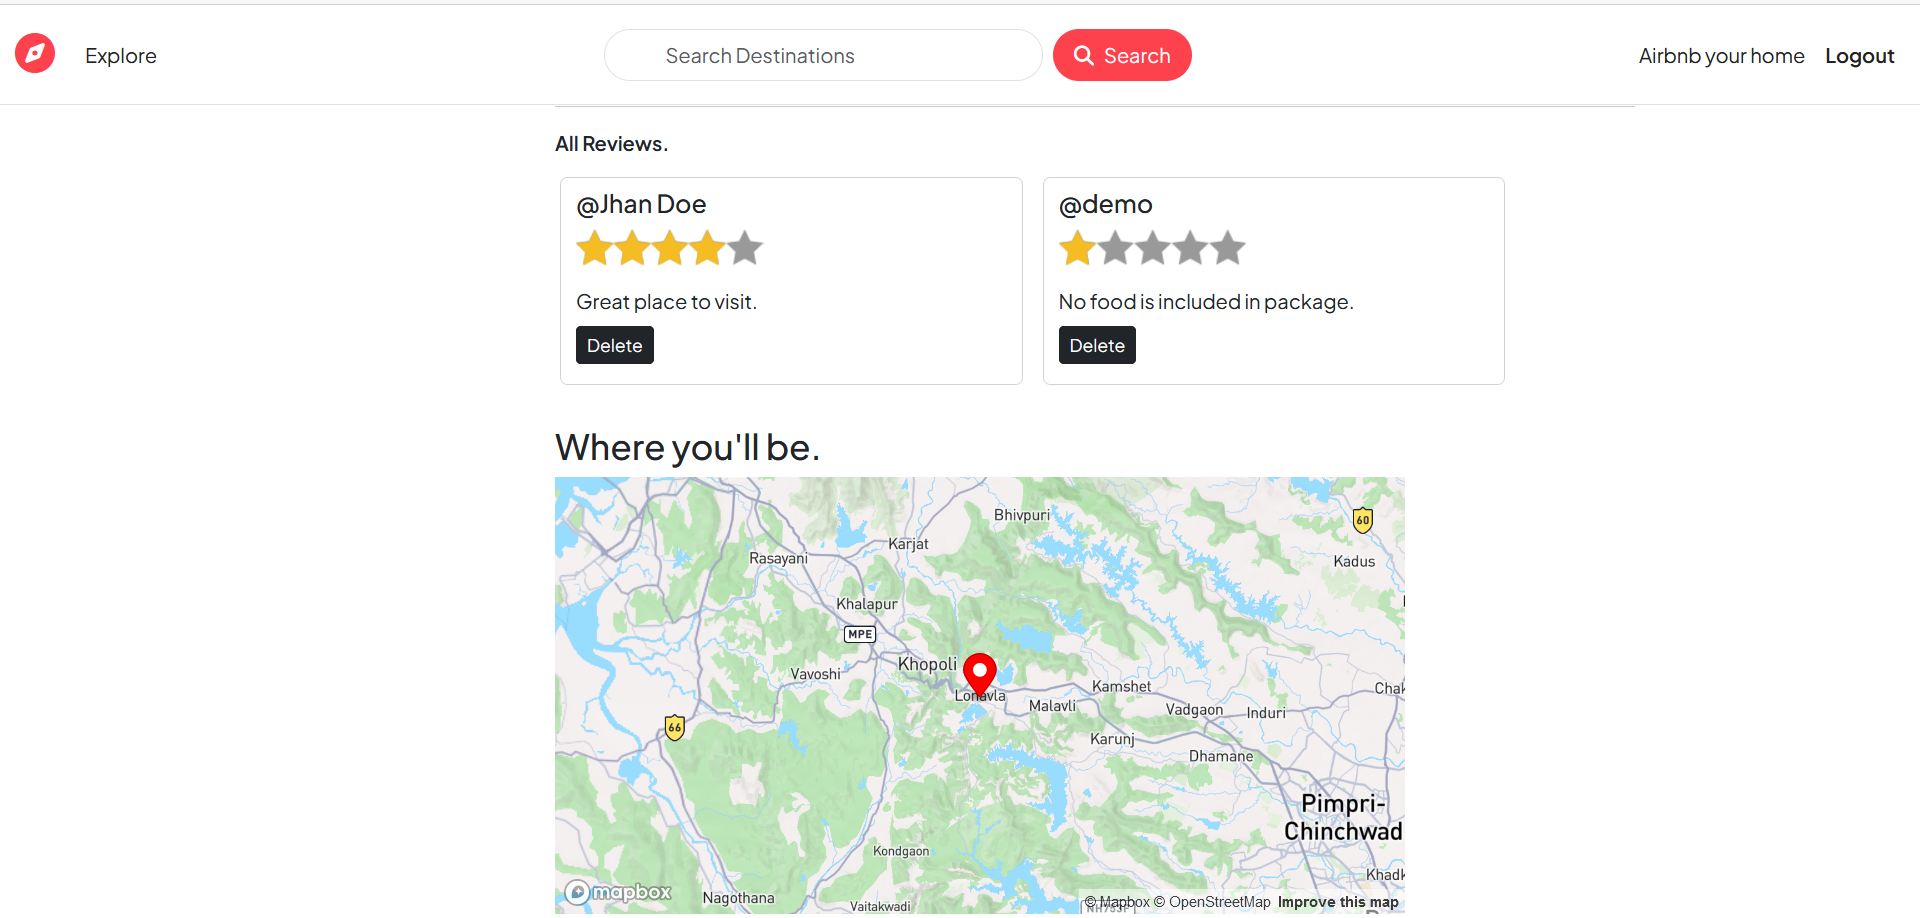 Explore
Search Destinations
Search
Airbnb your home
Logout
All Reviews.
@Jhan Doe
Great place to visit.
Delete
@demo
No food is included in package.
Delete
Where you'll be.
Bhivpuri
60
Karjat
Rasayani
Kadus
Khalapur
MPE
Khopoli
Vavoshi
Lonavla
Kamshet
Chak
Malavli
Vadgaon
Induri
66
Karunj
Dhamane
Pimpri-
Chinchwad
Kondgaon
Khadk
mapbox
Nagothana
Vaitakwadi
© Mapbox © OpenStreetMap Improve this map